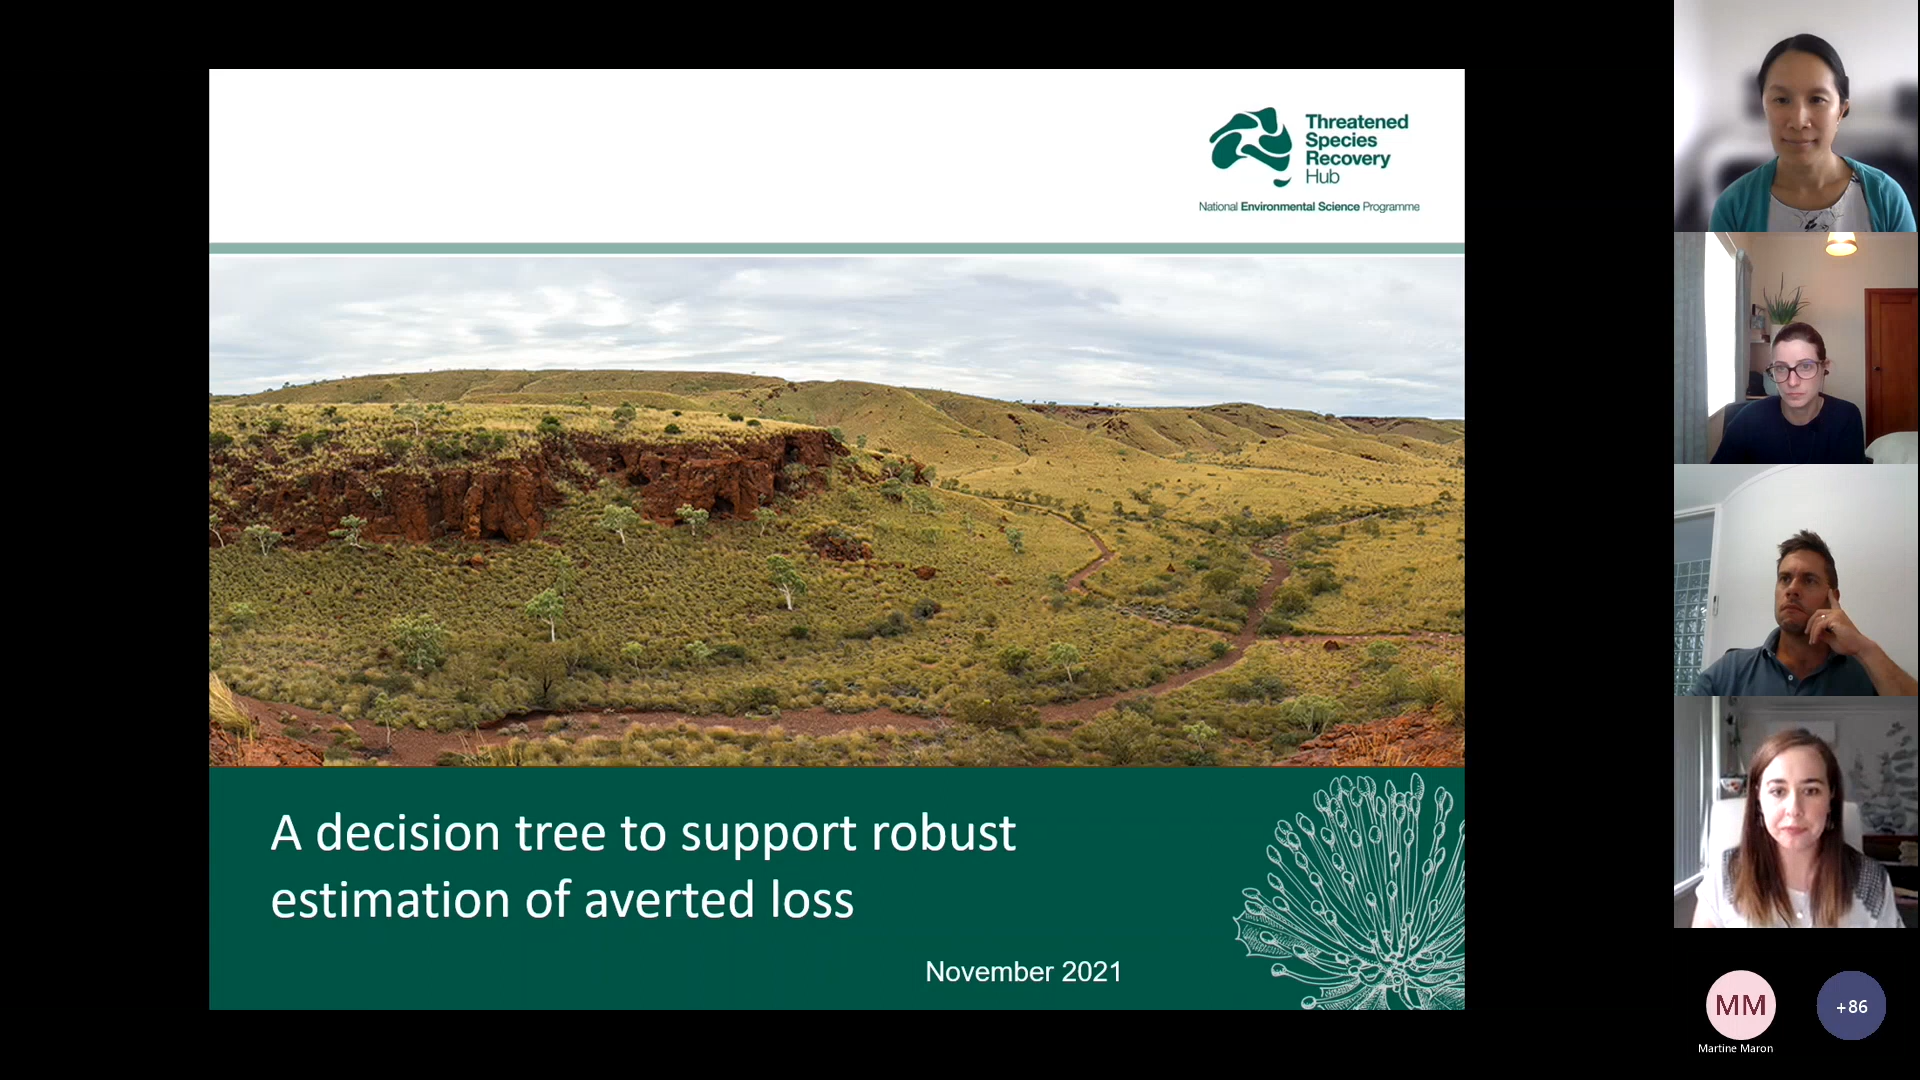 Threatened
Species
Recovery
Hub
National Environmental Science Programme
A decision tree to support robust
estimation of averted loss
November 2021
MM
+86
Martine Maron